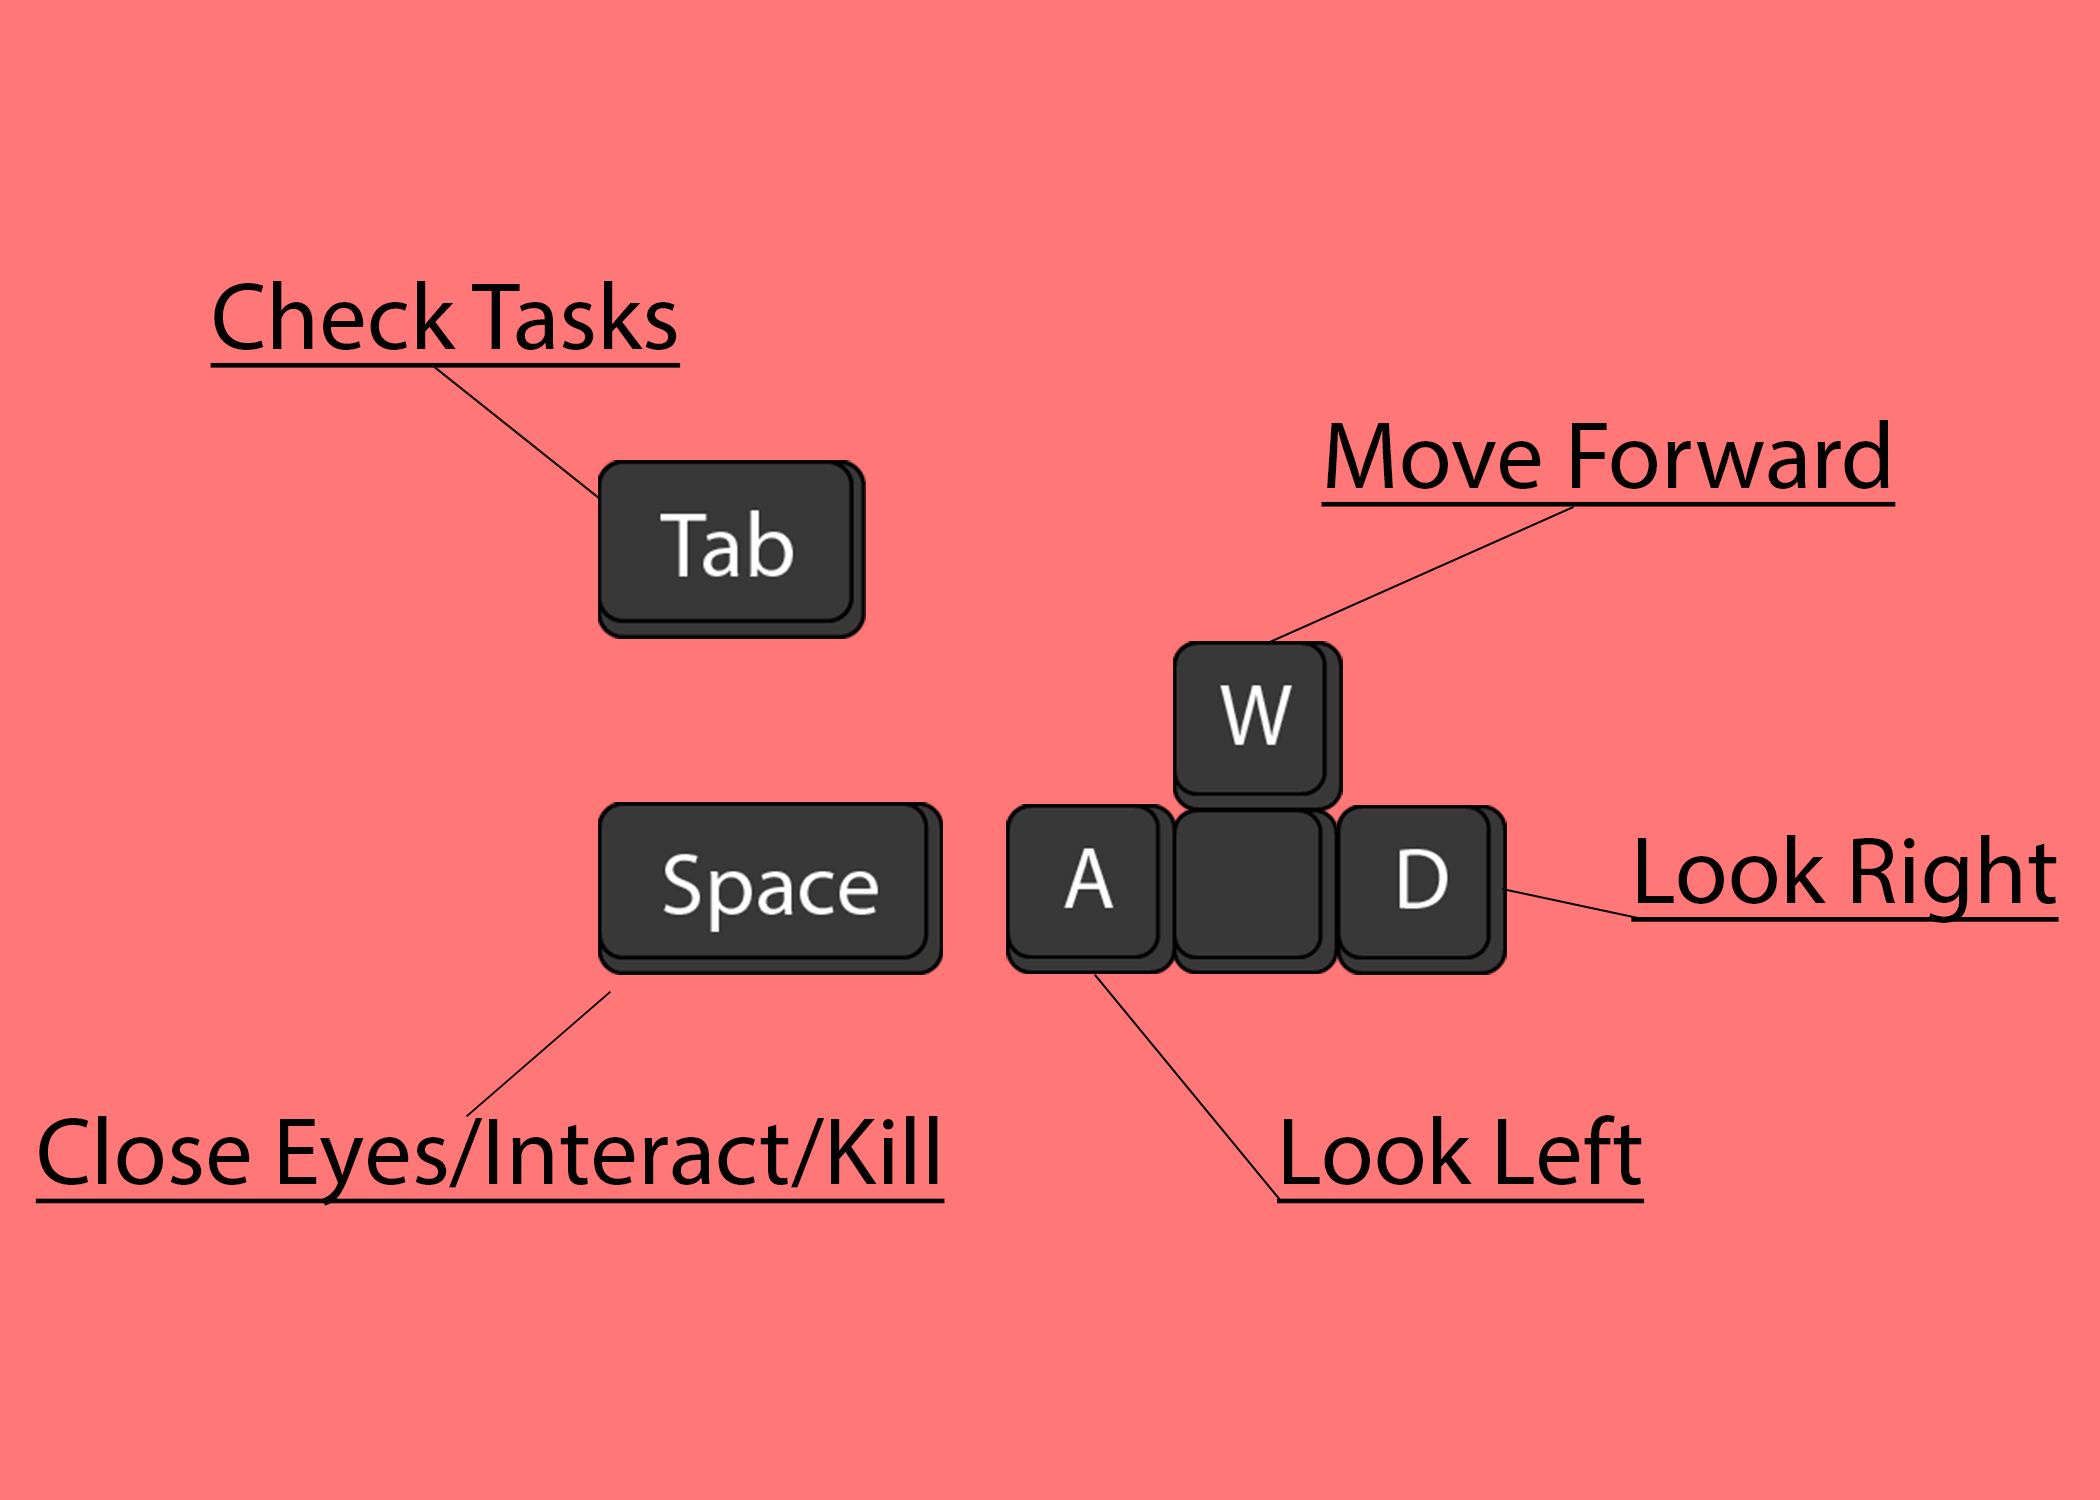 Check Tasks
Move Forward
Tab
W
Space
A
D
Look Right
Close Eyes/Interact/Kill
Look Left